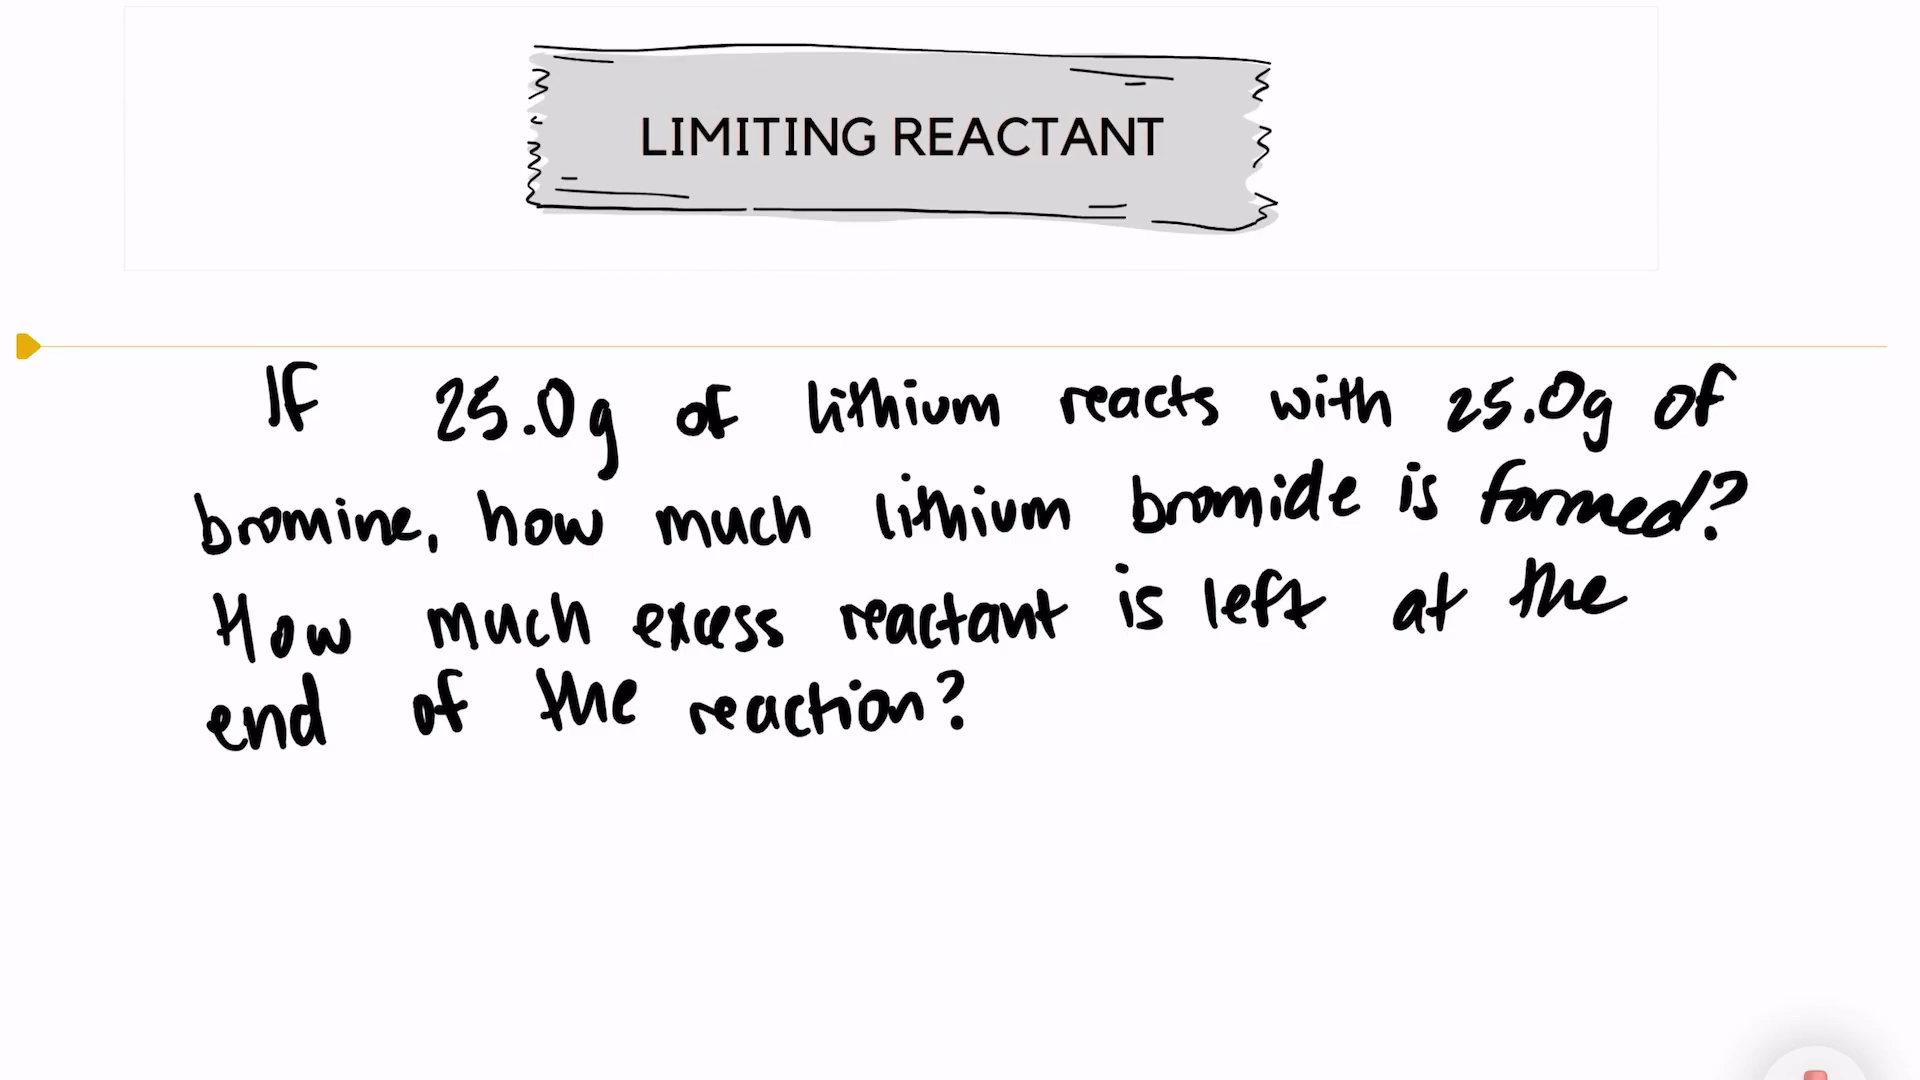 LIMITING REACTANT
If 25.0g of lithium reacts with 25.0g of
bromine, how much lithium bromide is formed?
How much excess reactant is left at the
end of the reaction?